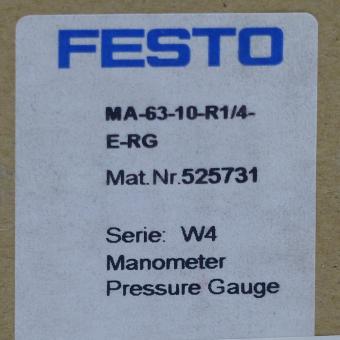 FESTO
MA-63-10-R1/4-
E-RG
Mat.Nr.525731
Serie: W4
Manometer
Pressure Gauge